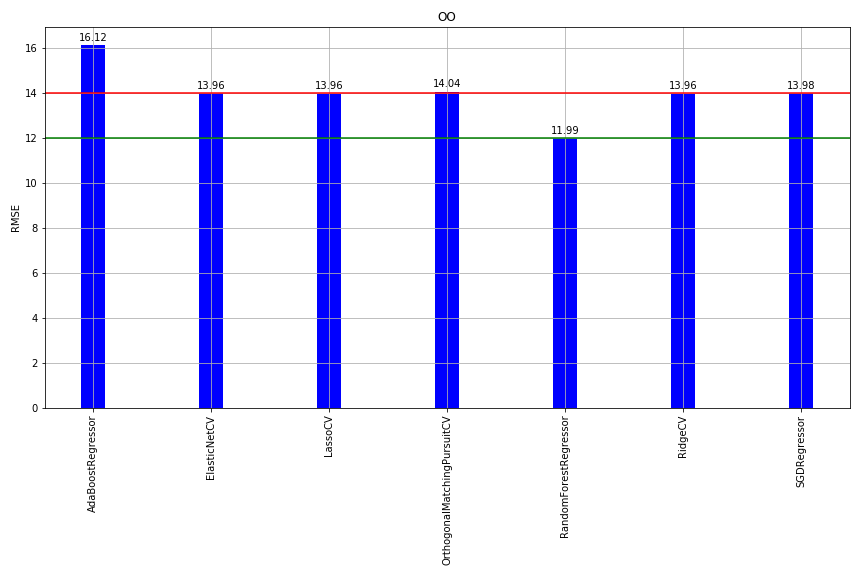 OO
16.12
13.96
13.96
14.04
11.99
13.96
13.98
RMSE
16
14
12
10
8
6
4
2
0
AdaBoostRegressor
ElasticNetCV
LassoCV
OrthogonalMatchingPursuitCV
RandomForestRegressor
RidgeCV
SGDRegressor